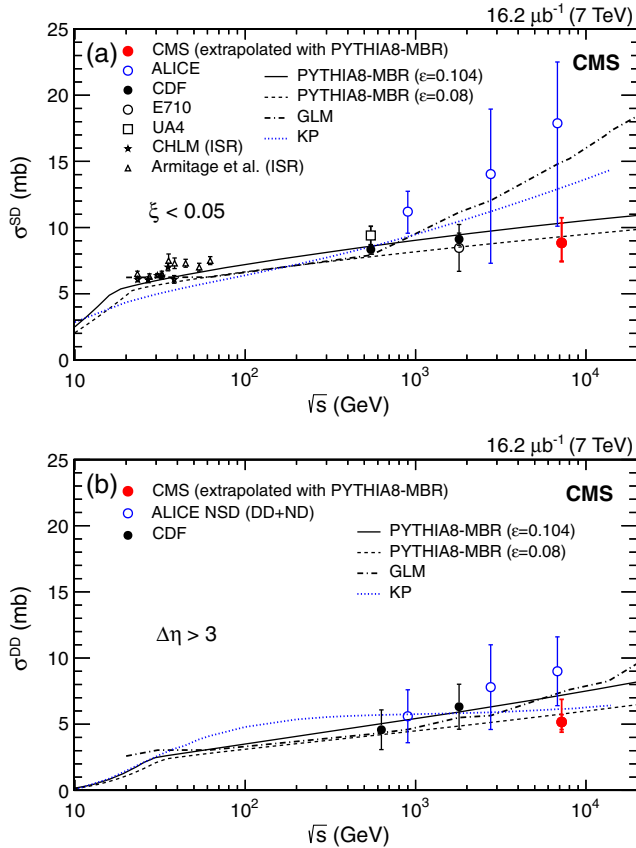 16.2 μb⁻¹ (7 TeV)
(a)
CMS
CMS (extrapolated with PYTHIA8-MBR)
ALICE
CDF
E710
UA4
CHLM (ISR)
Armitage et al. (ISR)
PYTHIA8-MBR (ε=0.104)
PYTHIA8-MBR (ε=0.08)
GLM
KP
ξ < 0.05
σ^SD (mb)
25
20
15
10
5
0
10 10² 10³ 10⁴
√s (GeV)
16.2 μb⁻¹ (7 TeV)
(b)
CMS
CMS (extrapolated with PYTHIA8-MBR)
ALICE NSD (DD+ND)
CDF
PYTHIA8-MBR (ε=0.104)
PYTHIA8-MBR (ε=0.08)
GLM
KP
Δη > 3
σ^DD (mb)
25
20
15
10
5
0
10 10² 10³ 10⁴
√s (GeV)